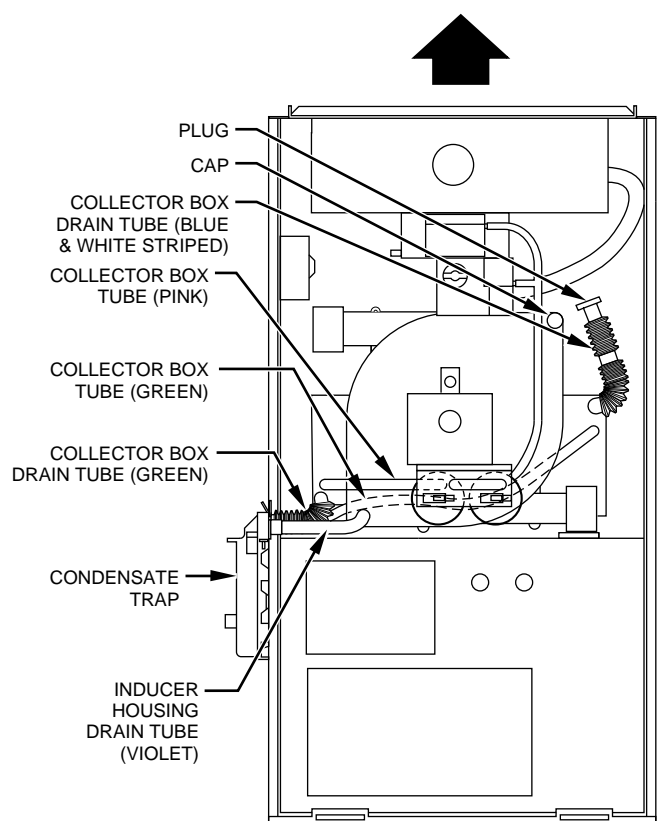 PLUG
CAP
COLLECTOR BOX
DRAIN TUBE (BLUE
& WHITE STRIPED)
COLLECTOR BOX
TUBE (PINK)
COLLECTOR BOX
TUBE (GREEN)
COLLECTOR BOX
DRAIN TUBE (GREEN)
CONDENSATE
TRAP
INDUCER
HOUSING
DRAIN TUBE
(VIOLET)